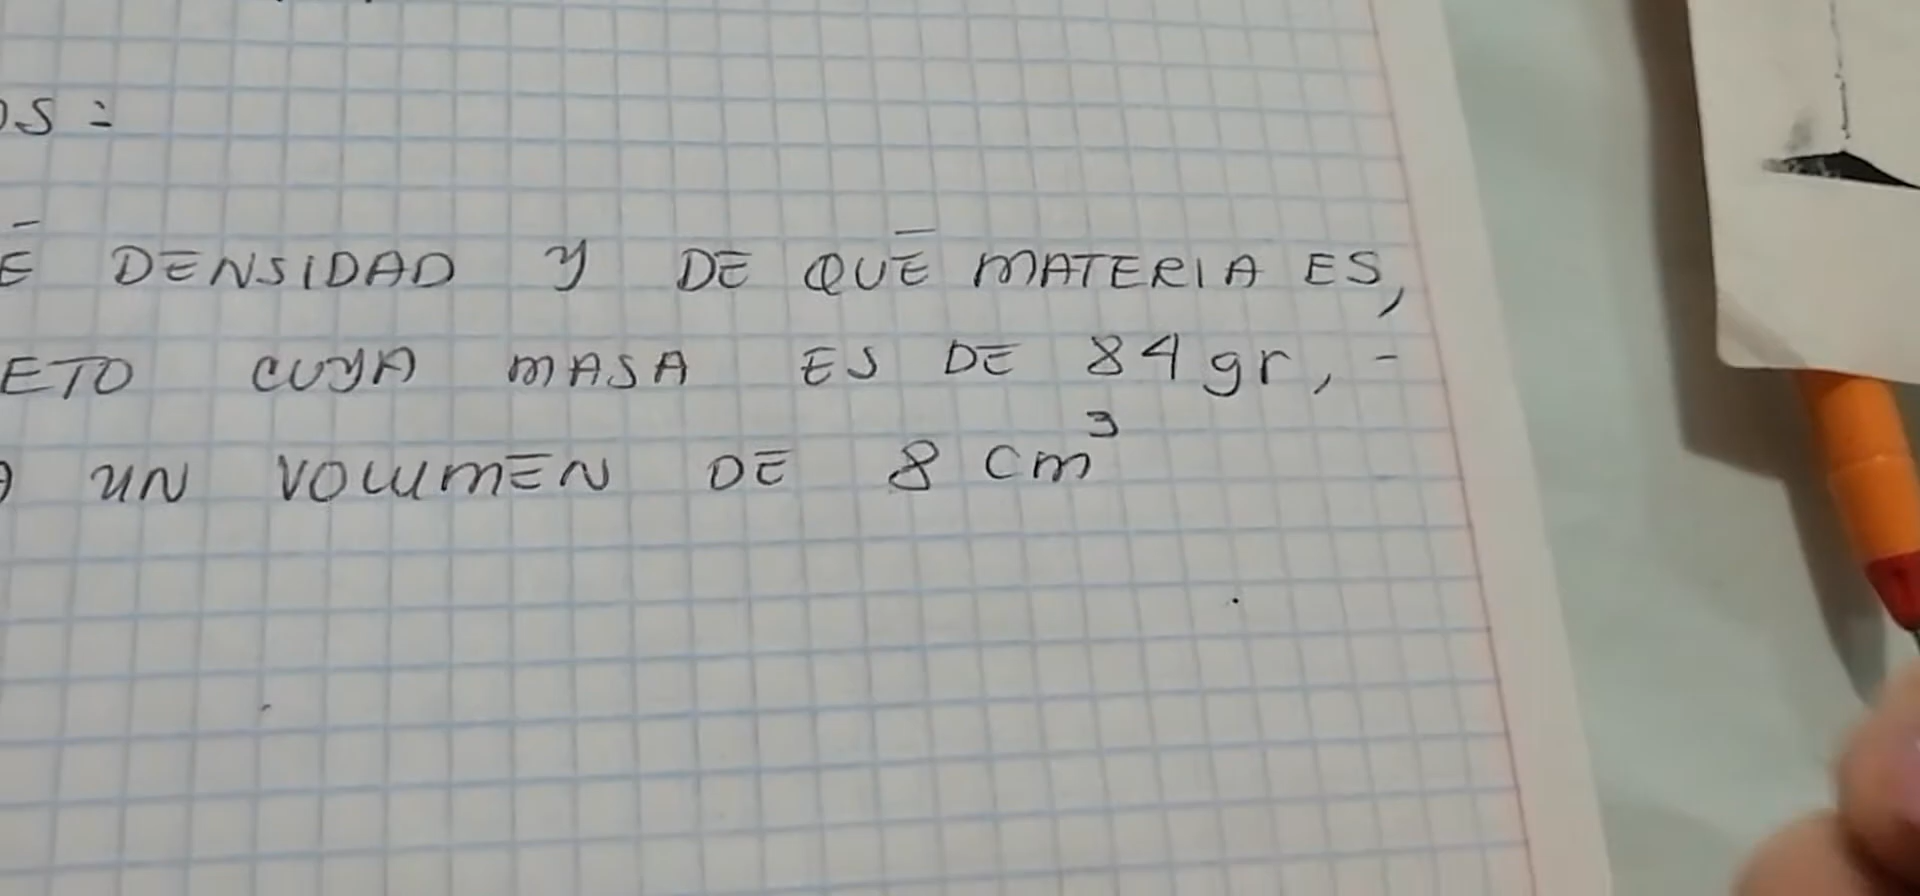 OS:
É DENSIDAD Y DE QUÉ MATERIA ES,
ETO CUYA MASA ES DE 84 gr, -
UN VOLUMEN DE 8 cm³